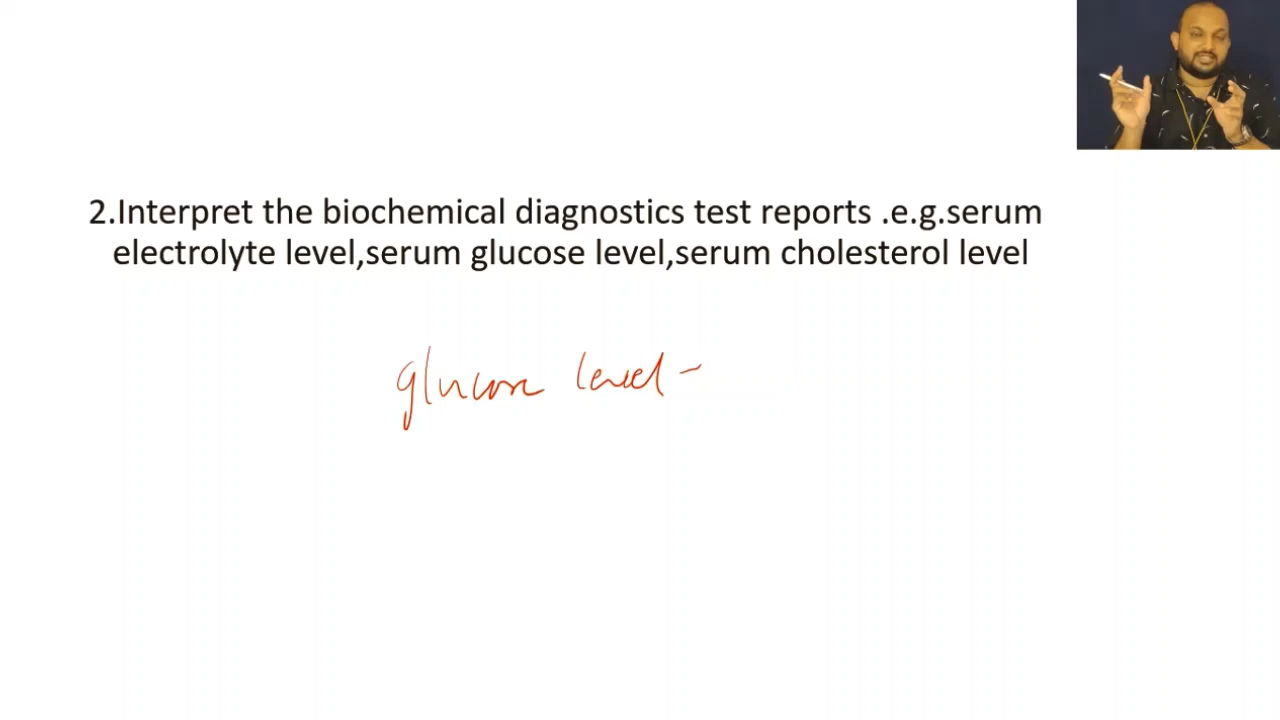 2.Interpret the biochemical diagnostics test reports .e.g.serum
electrolyte level,serum glucose level,serum cholesterol level
glucose level -